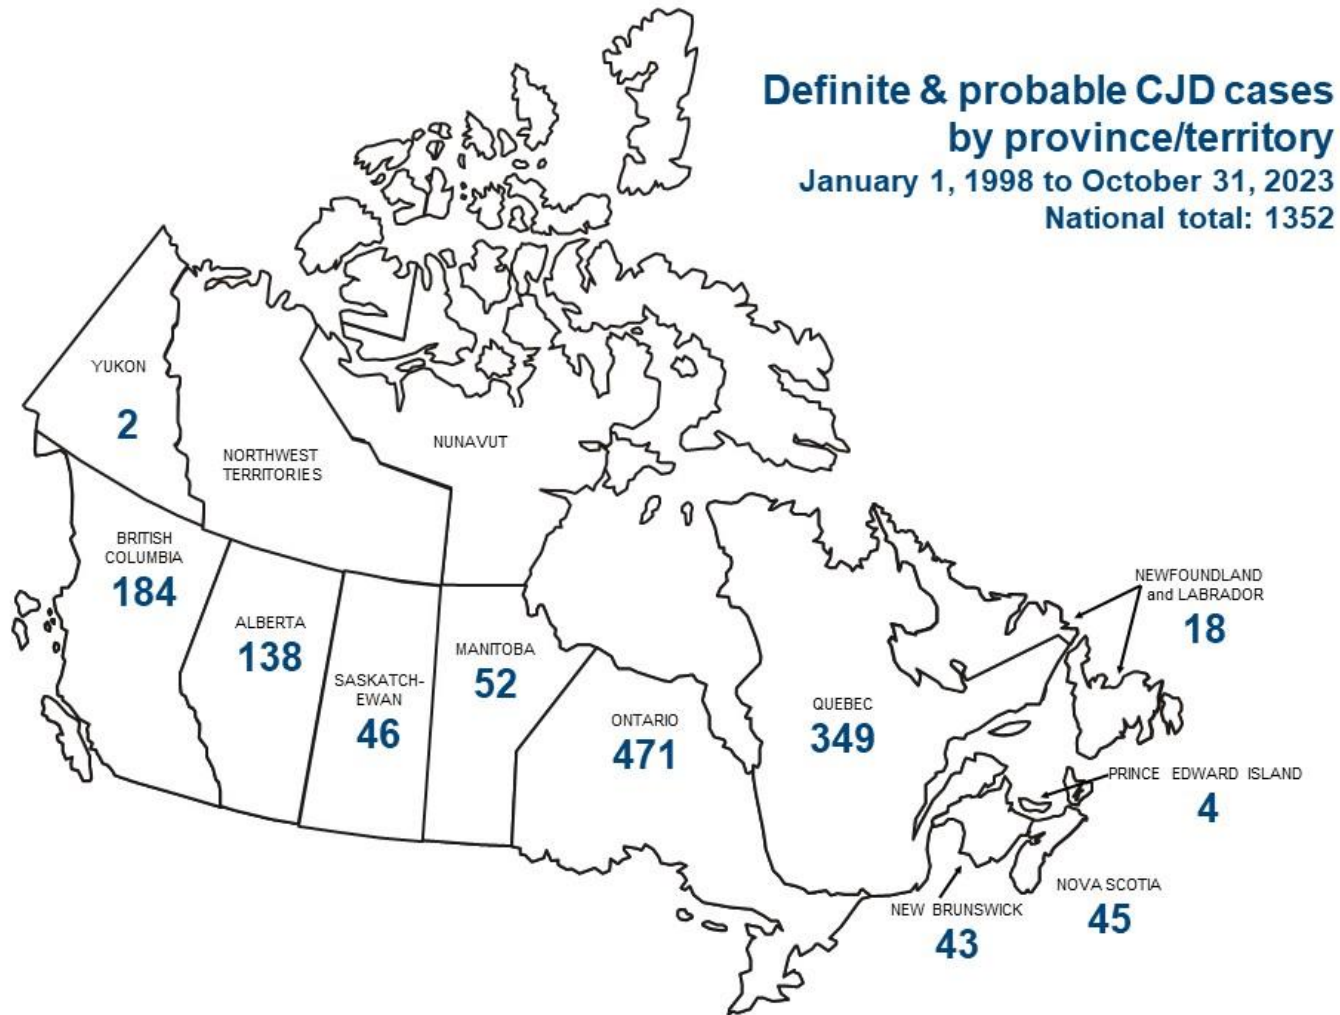 Definite & probable CJD cases
by province/territory
January 1, 1998 to October 31, 2023
National total: 1352
YUKON
2
NORTHWEST
TERRITORIES
NUNAVUT
BRITISH
COLUMBIA
184
ALBERTA
138
SASKATCH-
EWAN
46
MANITOBA
52
ONTARIO
471
QUEBEC
349
NEWFOUNDLAND
and LABRADOR
18
PRINCE EDWARD ISLAND
4
NOVA SCOTIA
45
NEW BRUNSWICK
43